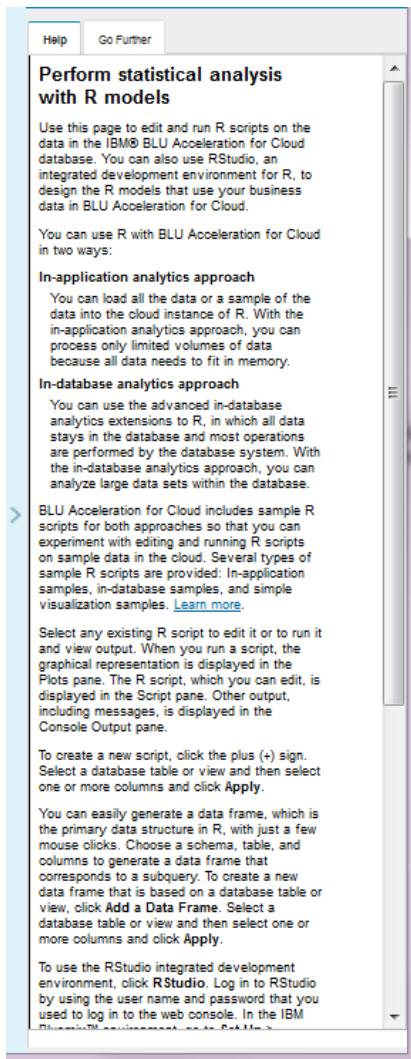 Help
Go Further
Perform statistical analysis
with R models
Use this page to edit and run R scripts on the
data in the IBM® BLU Acceleration for Cloud
database. You can also use RStudio, an
integrated development environment for R, to
design the R models that use your business
data in BLU Acceleration for Cloud.
You can use R with BLU Acceleration for Cloud
in two ways:
In-application analytics approach
You can load all the data or a sample of the
data into the cloud instance of R. With the
in-application analytics approach, you can
process only limited volumes of data
because all data needs to fit in memory.
In-database analytics approach
You can use the advanced in-database
analytics extensions to R, in which all data
stays in the database and most operations
are performed by the database system. With
the in-database analytics approach, you can
analyze large data sets within the database.
BLU Acceleration for Cloud includes sample R
scripts for both approaches so that you can
experiment with editing and running R scripts
on sample data in the cloud. Several types of
sample R scripts are provided: In-application
samples, in-database samples, and simple
visualization samples. Learn more.
Select any existing R script to edit it or to run it
and view output. When you run a script, the
graphical representation is displayed in the
Plots pane. The R script, which you can edit, is
displayed in the Script pane. Other output,
including messages, is displayed in the
Console Output pane.
To create a new script, click the plus (+) sign.
Select a database table or view and then select
one or more columns and click Apply.
You can easily generate a data frame, which is
the primary data structure in R, with just a few
mouse clicks. Choose a schema, table, and
columns to generate a data frame that
corresponds to a subquery. To create a new
data frame that is based on a database table or
view, click Add a Data Frame. Select a
database table or view and then select one or
more columns and click Apply.
To use the RStudio integrated development
environment, click RStudio. Log in to RStudio
by using the user name and password that you
used to log in to the web console. In the IBM
Bluemix™ environment, go to Set Up >